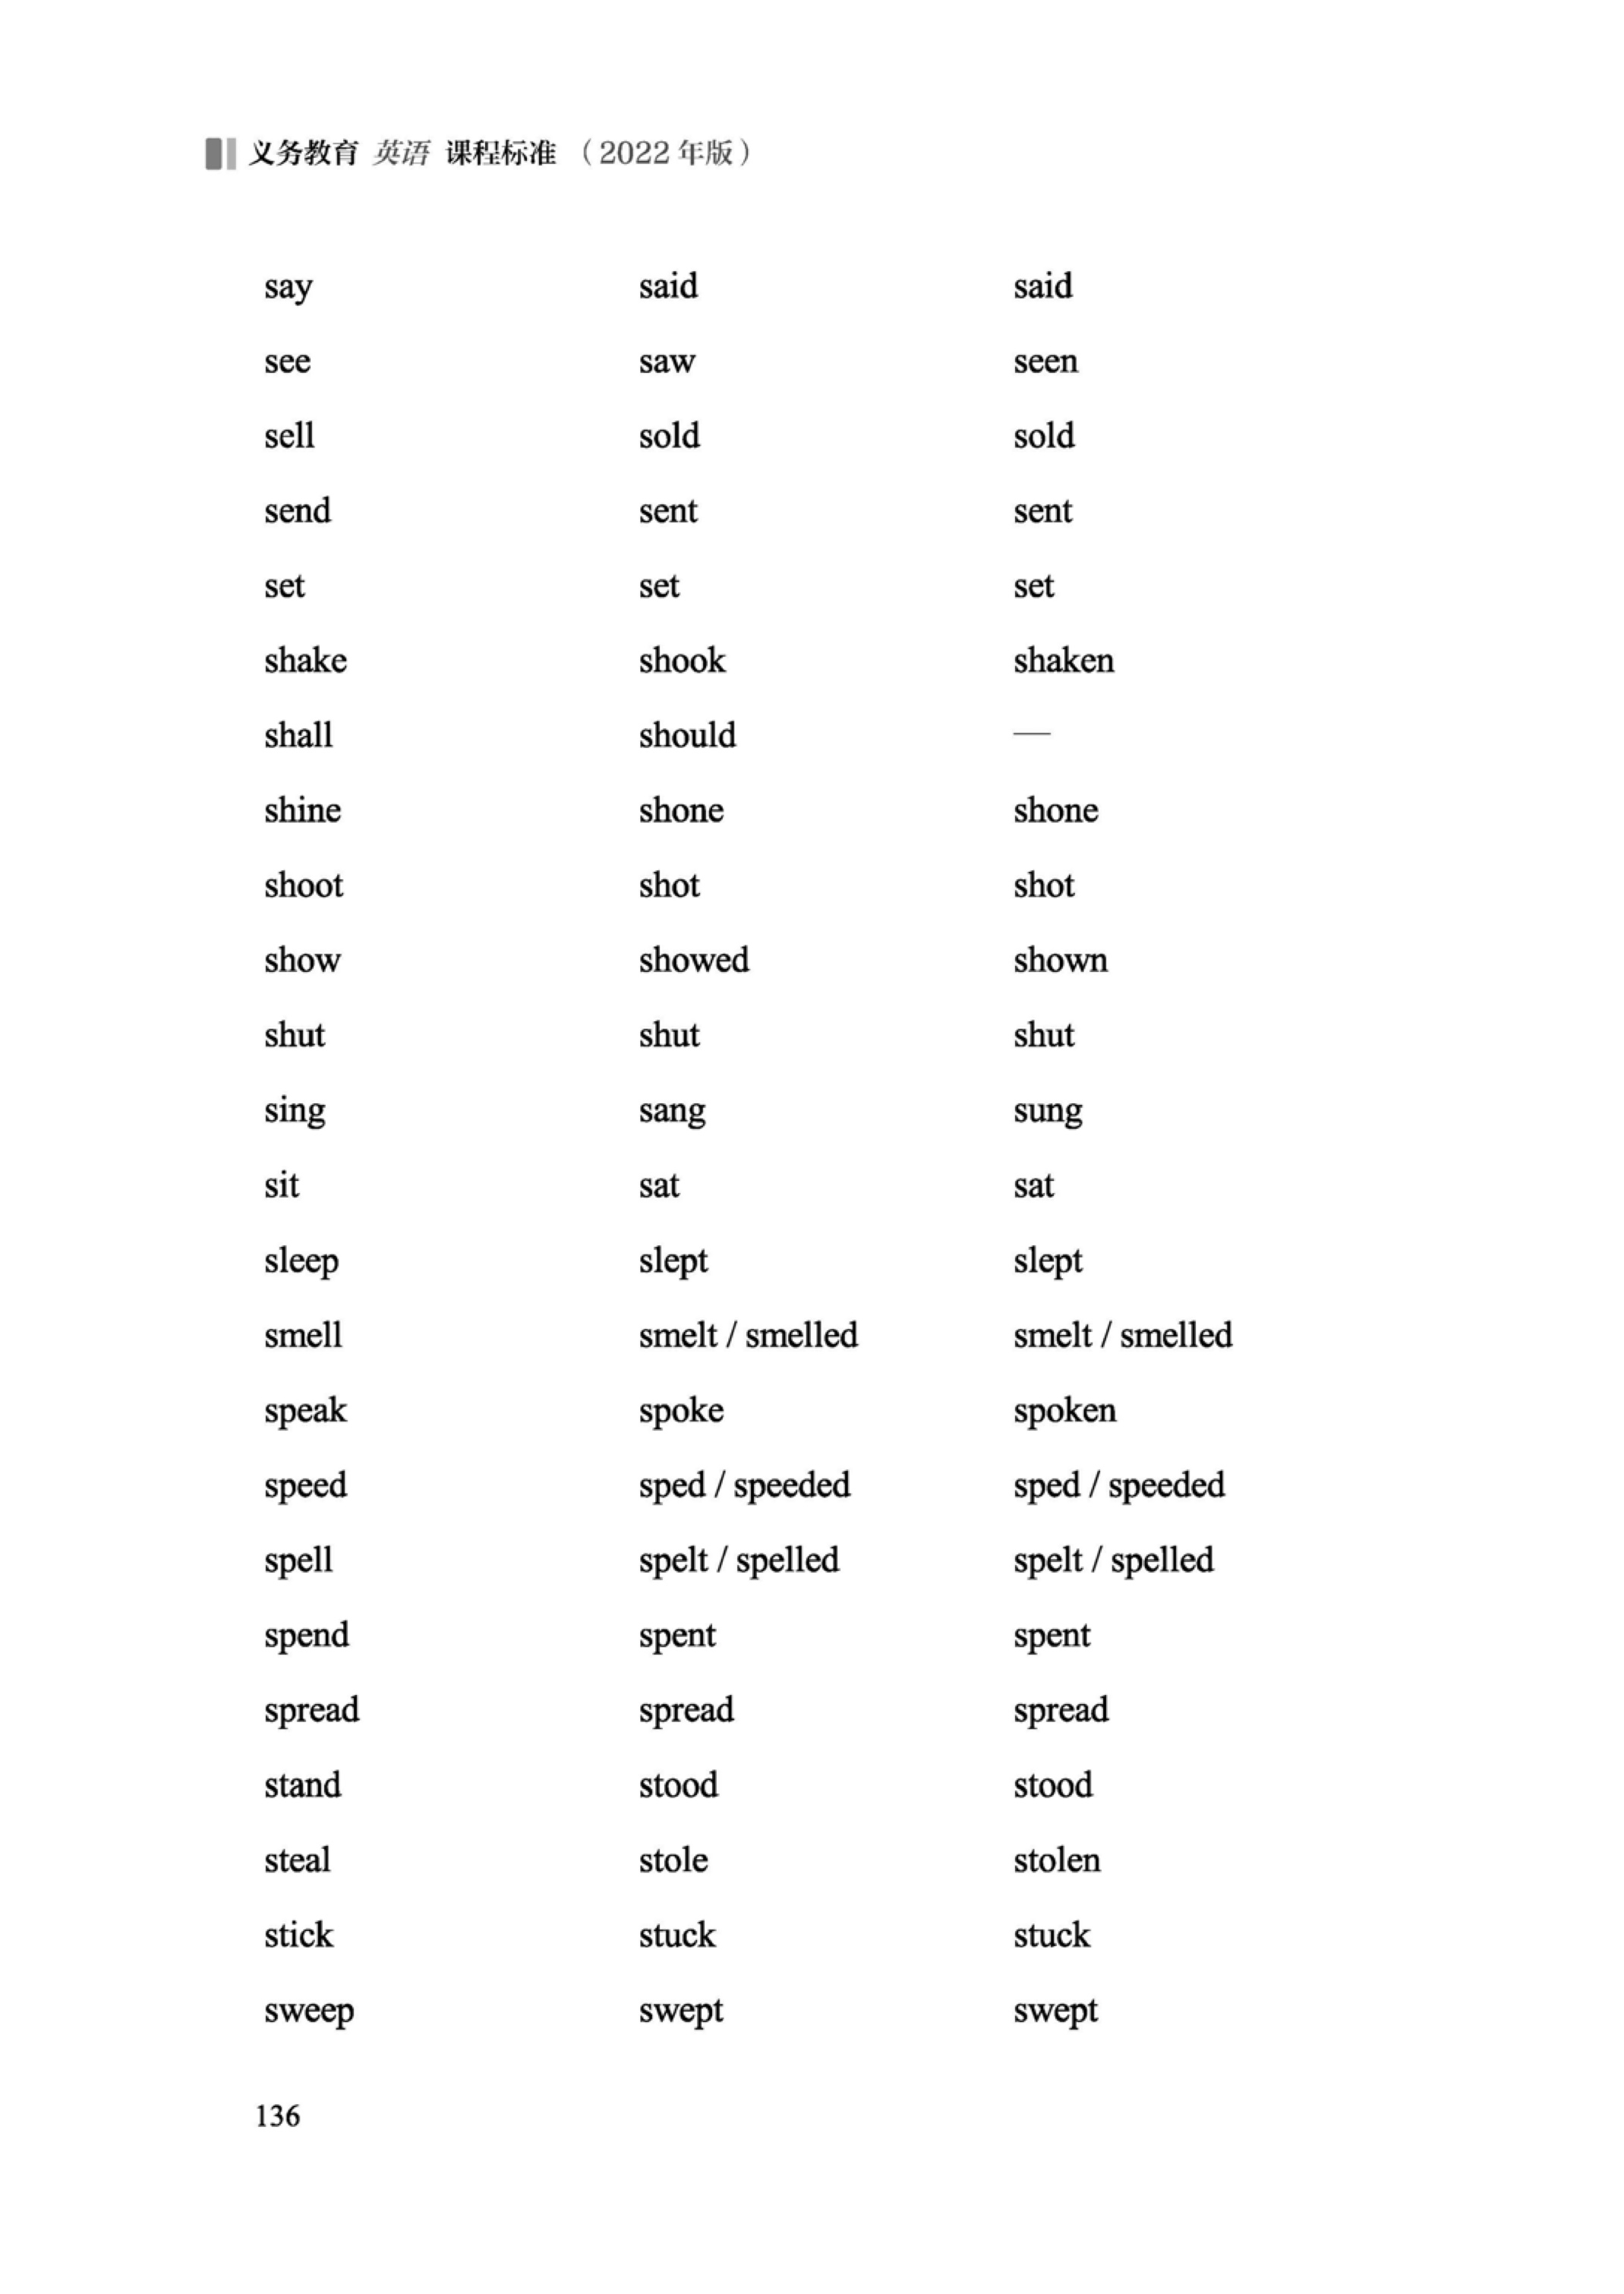 义务教育 英语 课程标准 （2022 年版）
say said said
see saw seen
sell sold sold
send sent sent
set set set
shake shook shaken
shall should —
shine shone shone
shoot shot shot
show showed shown
shut shut shut
sing sang sung
sit sat sat
sleep slept slept
smell smelt / smelled smelt / smelled
speak spoke spoken
speed sped / speeded sped / speeded
spell spelt / spelled spelt / spelled
spend spent spent
spread spread spread
stand stood stood
steal stole stolen
stick stuck stuck
sweep swept swept
136